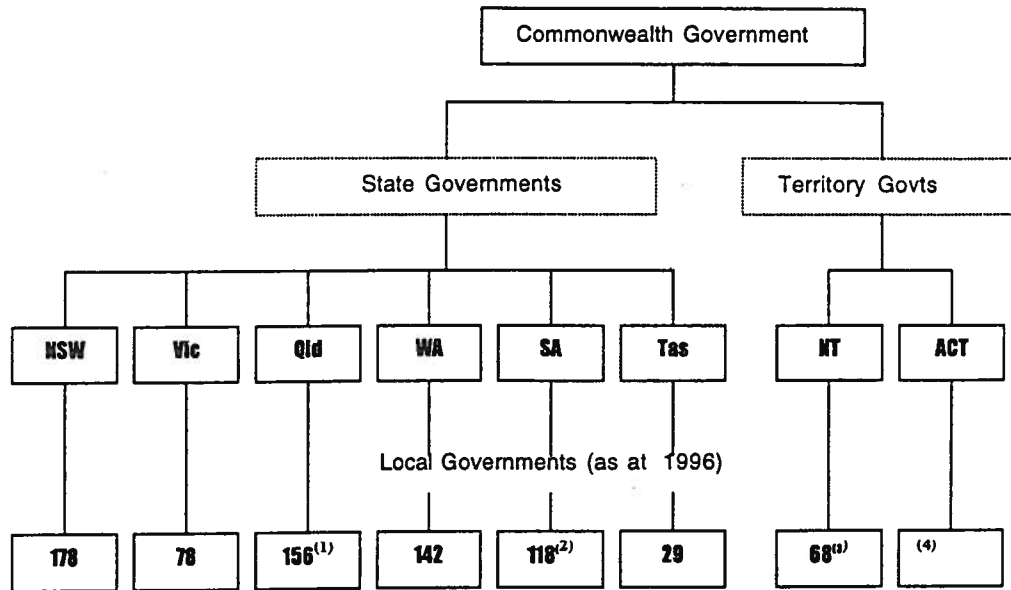 Commonwealth Government
State Governments
Territory Govts
NSW
Vic
Qld
WA
SA
Tas
NT
ACT
Local Governments (as at 1996)
178
78
156(1)
142
118(2)
29
68(3)
(4)